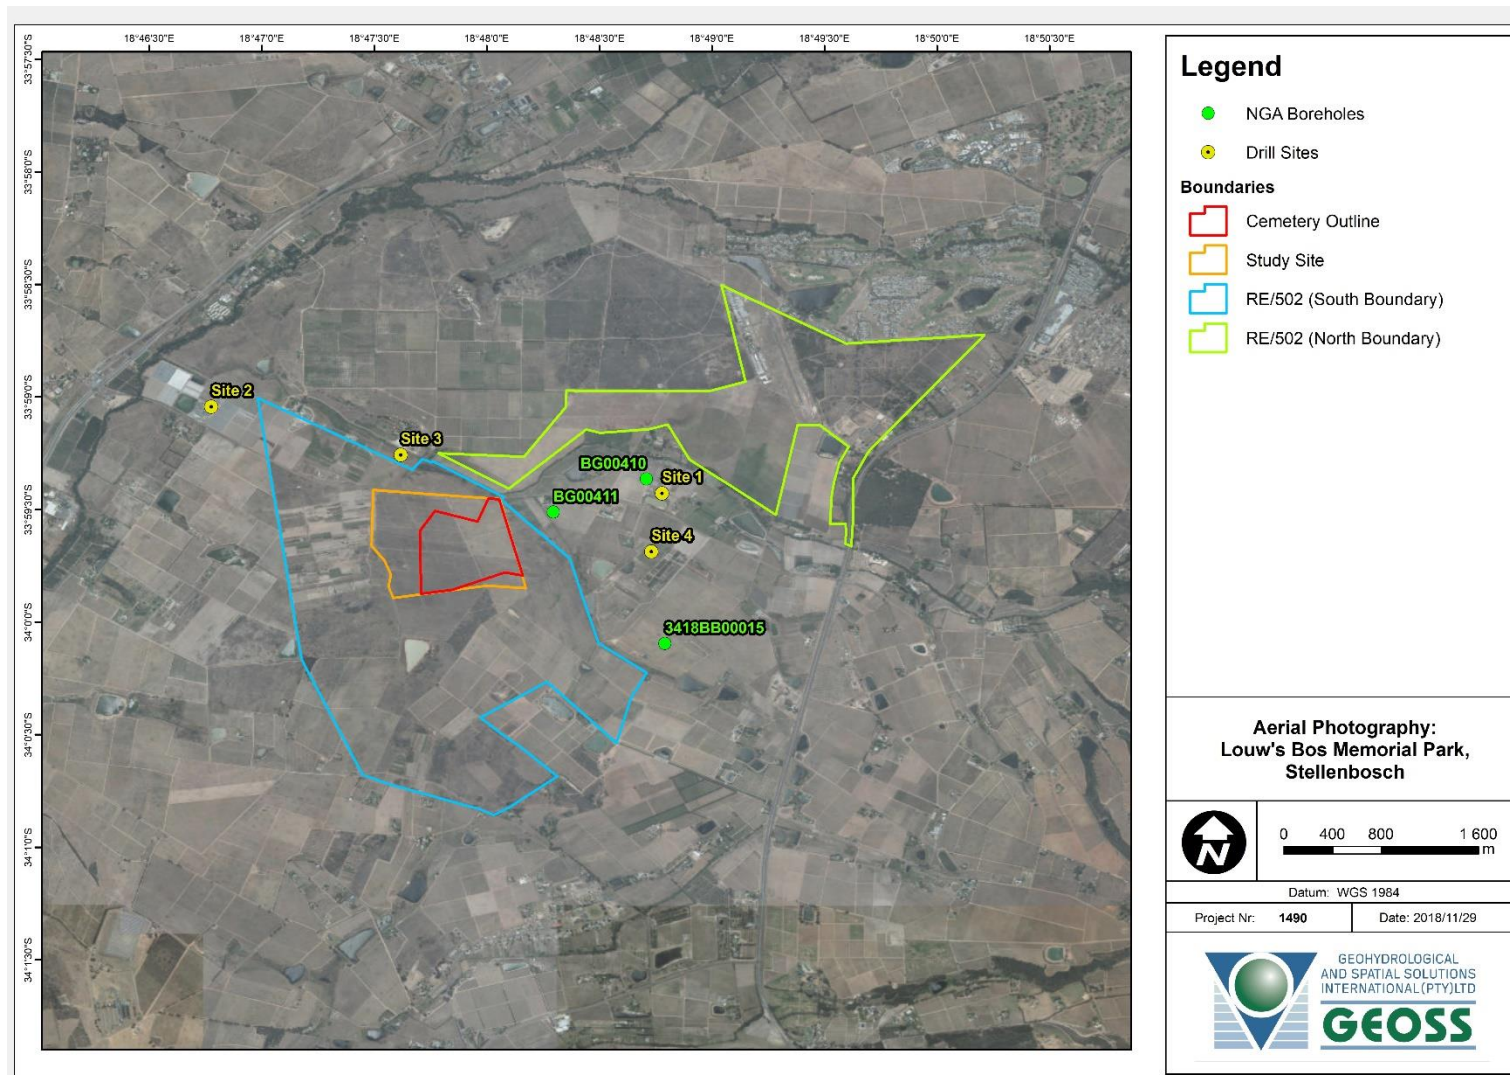 18°46'30"E
18°47'0"E
18°47'30"E
18°48'0"E
18°48'30"E
18°49'0"E
18°49'30"E
18°50'0"E
18°50'30"E
33°58'0"S
33°58'30"S
33°59'0"S
33°59'30"S
34°0'0"S
34°0'30"S
34°1'0"S
34°1'30"S
Site 2
Site 3
BG00410
Site 1
BG00411
Site 4
3418BB00015
Legend
NGA Boreholes
Drill Sites
Boundaries
Cemetery Outline
Study Site
RE/502 (South Boundary)
RE/502 (North Boundary)
Aerial Photography:
Louw's Bos Memorial Park,
Stellenbosch
N
0 400 800 1 600
m
Datum: WGS 1984
Project Nr: 1490 Date: 2018/11/29
GEOHYDROLOGICAL
AND SPATIAL SOLUTIONS
INTERNATIONAL(PTY)LTD
GEOSS